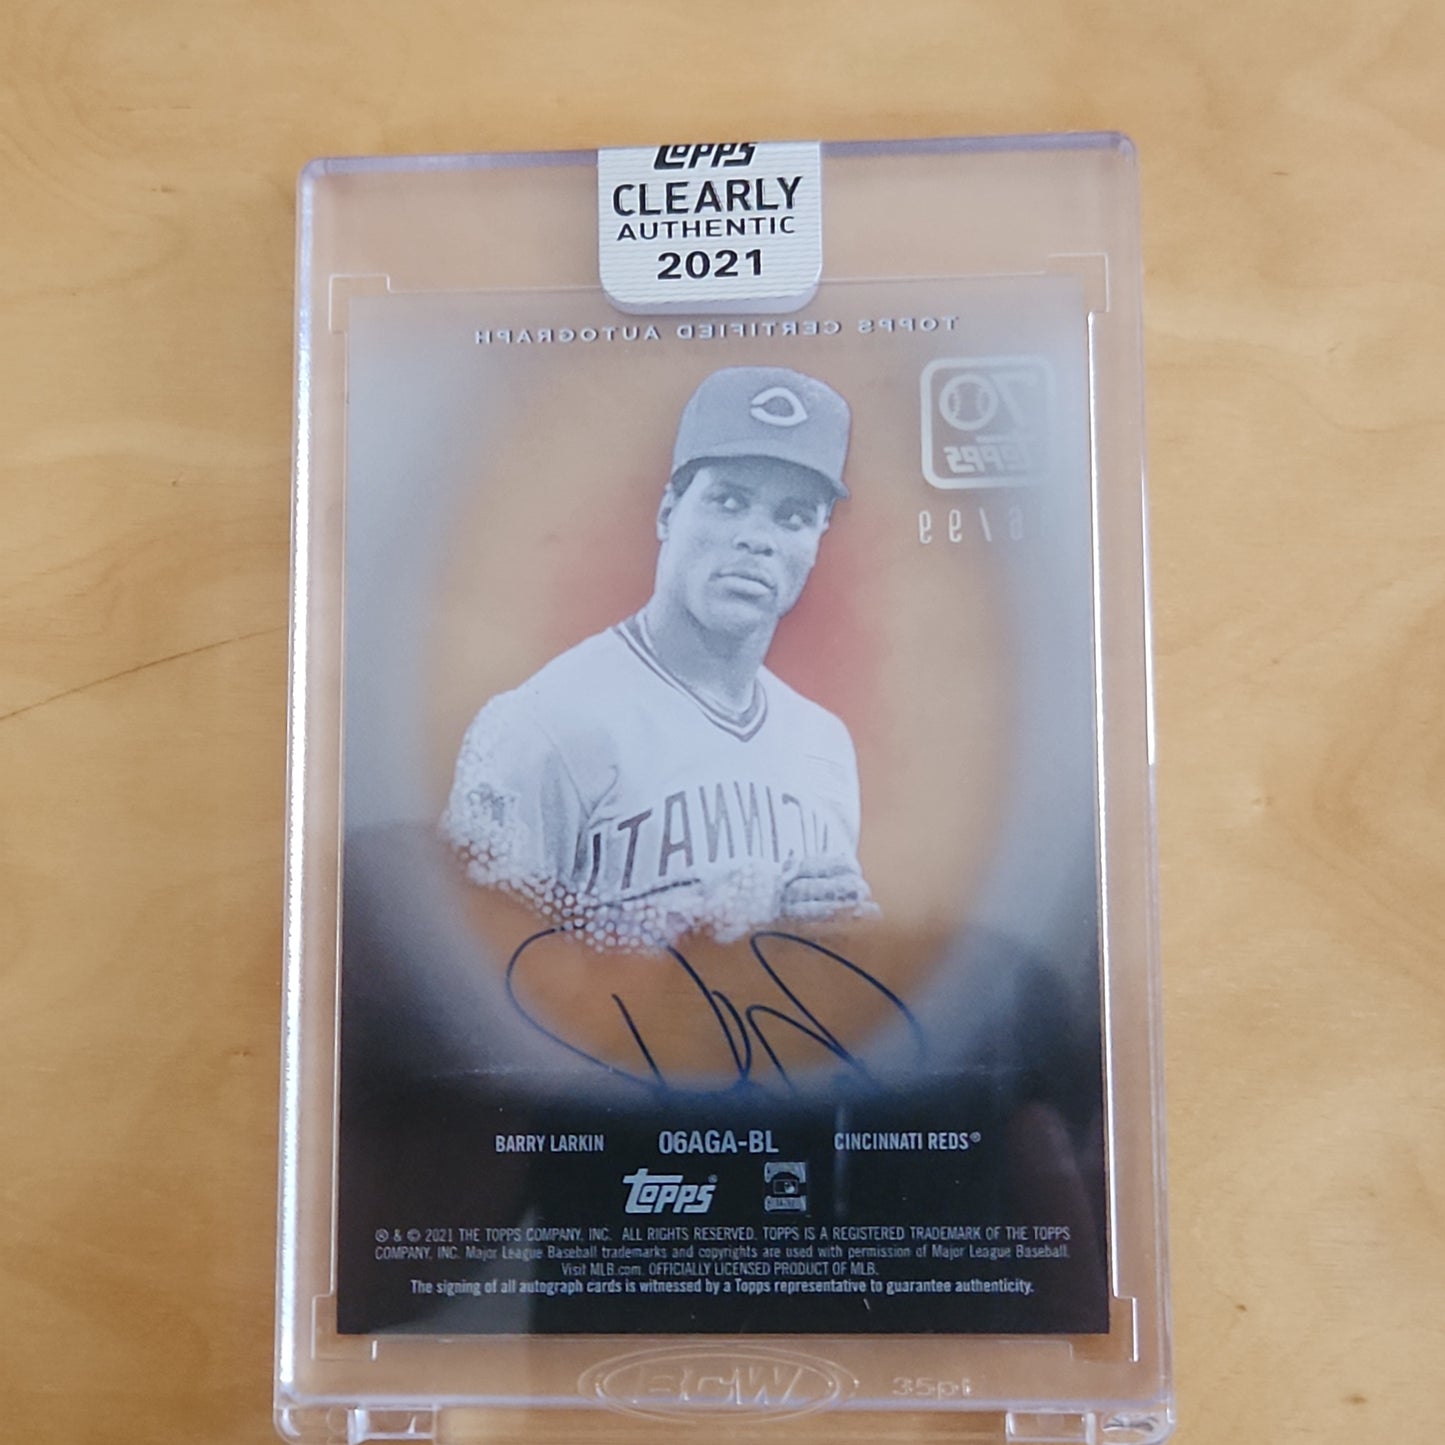 TOPPS
CLEARLY
AUTHENTIC
2021
TOPPS CERTIFIED AUTOGRAPH
70
TOPPS
/99
CINCINNATI
BARRY LARKIN 06AGA-BL CINCINNATI REDS®
TOPPS®
® & © 2021 THE TOPPS COMPANY, INC. ALL RIGHTS RESERVED. TOPPS IS A REGISTERED TRADEMARK OF THE TOPPS
COMPANY, INC. Major League Baseball trademarks and copyrights are used with permission of Major League Baseball.
Visit MLB.com. OFFICIALLY LICENSED PRODUCT OF MLB.
The signing of all autograph cards is witnessed by a Topps representative to guarantee authenticity.
BCW 35pt